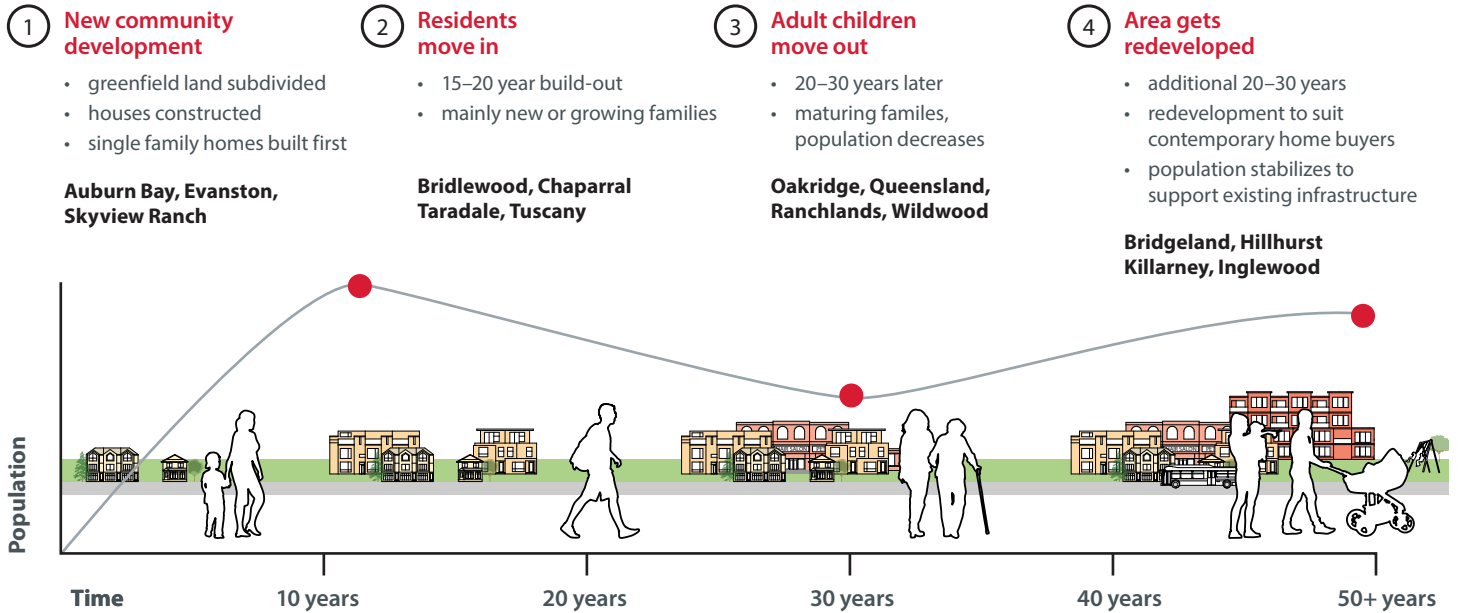 1
New community
development
• greenfield land subdivided
• houses constructed
• single family homes built first
Auburn Bay, Evanston,
Skyview Ranch
2
Residents
move in
• 15–20 year build-out
• mainly new or growing families
Bridlewood, Chaparral
Taradale, Tuscany
3
Adult children
move out
• 20–30 years later
• maturing familes,
population decreases
Oakridge, Queensland,
Ranchlands, Wildwood
4
Area gets
redeveloped
• additional 20–30 years
• redevelopment to suit
contemporary home buyers
• population stabilizes to
support existing infrastructure
Bridgeland, Hillhurst
Killarney, Inglewood
Population
Time
10 years
20 years
30 years
40 years
50+ years